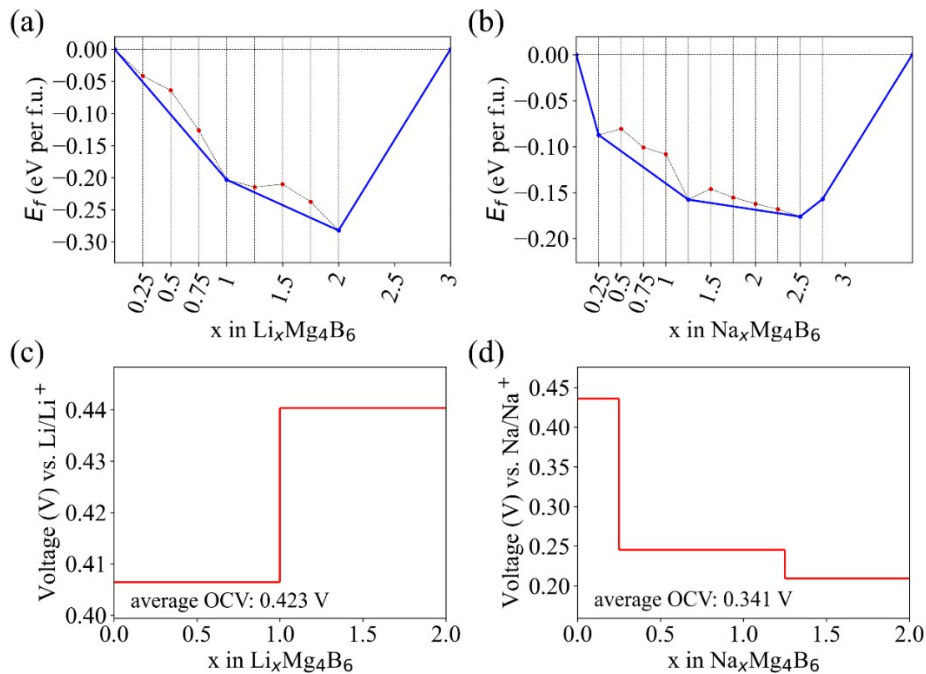 (a)
E_f (eV per f.u.)
0.00
−0.05
−0.10
−0.15
−0.20
−0.25
−0.30
0.25
0.5
0.75
1
1.5
2
2.5
3
x in Li_xMg_4B_6
(b)
E_f (eV per f.u.)
0.00
−0.05
−0.10
−0.15
−0.20
0.25
0.5
0.75
1
1.5
2
2.5
3
x in Na_xMg_4B_6
(c)
Voltage (V) vs. Li/Li^+
0.44
0.43
0.42
0.41
0.40
average OCV: 0.423 V
0.0 0.5 1.0 1.5 2.0
x in Li_xMg_4B_6
(d)
Voltage (V) vs. Na/Na^+
0.45
0.40
0.35
0.30
0.25
0.20
average OCV: 0.341 V
0.0 0.5 1.0 1.5 2.0
x in Na_xMg_4B_6